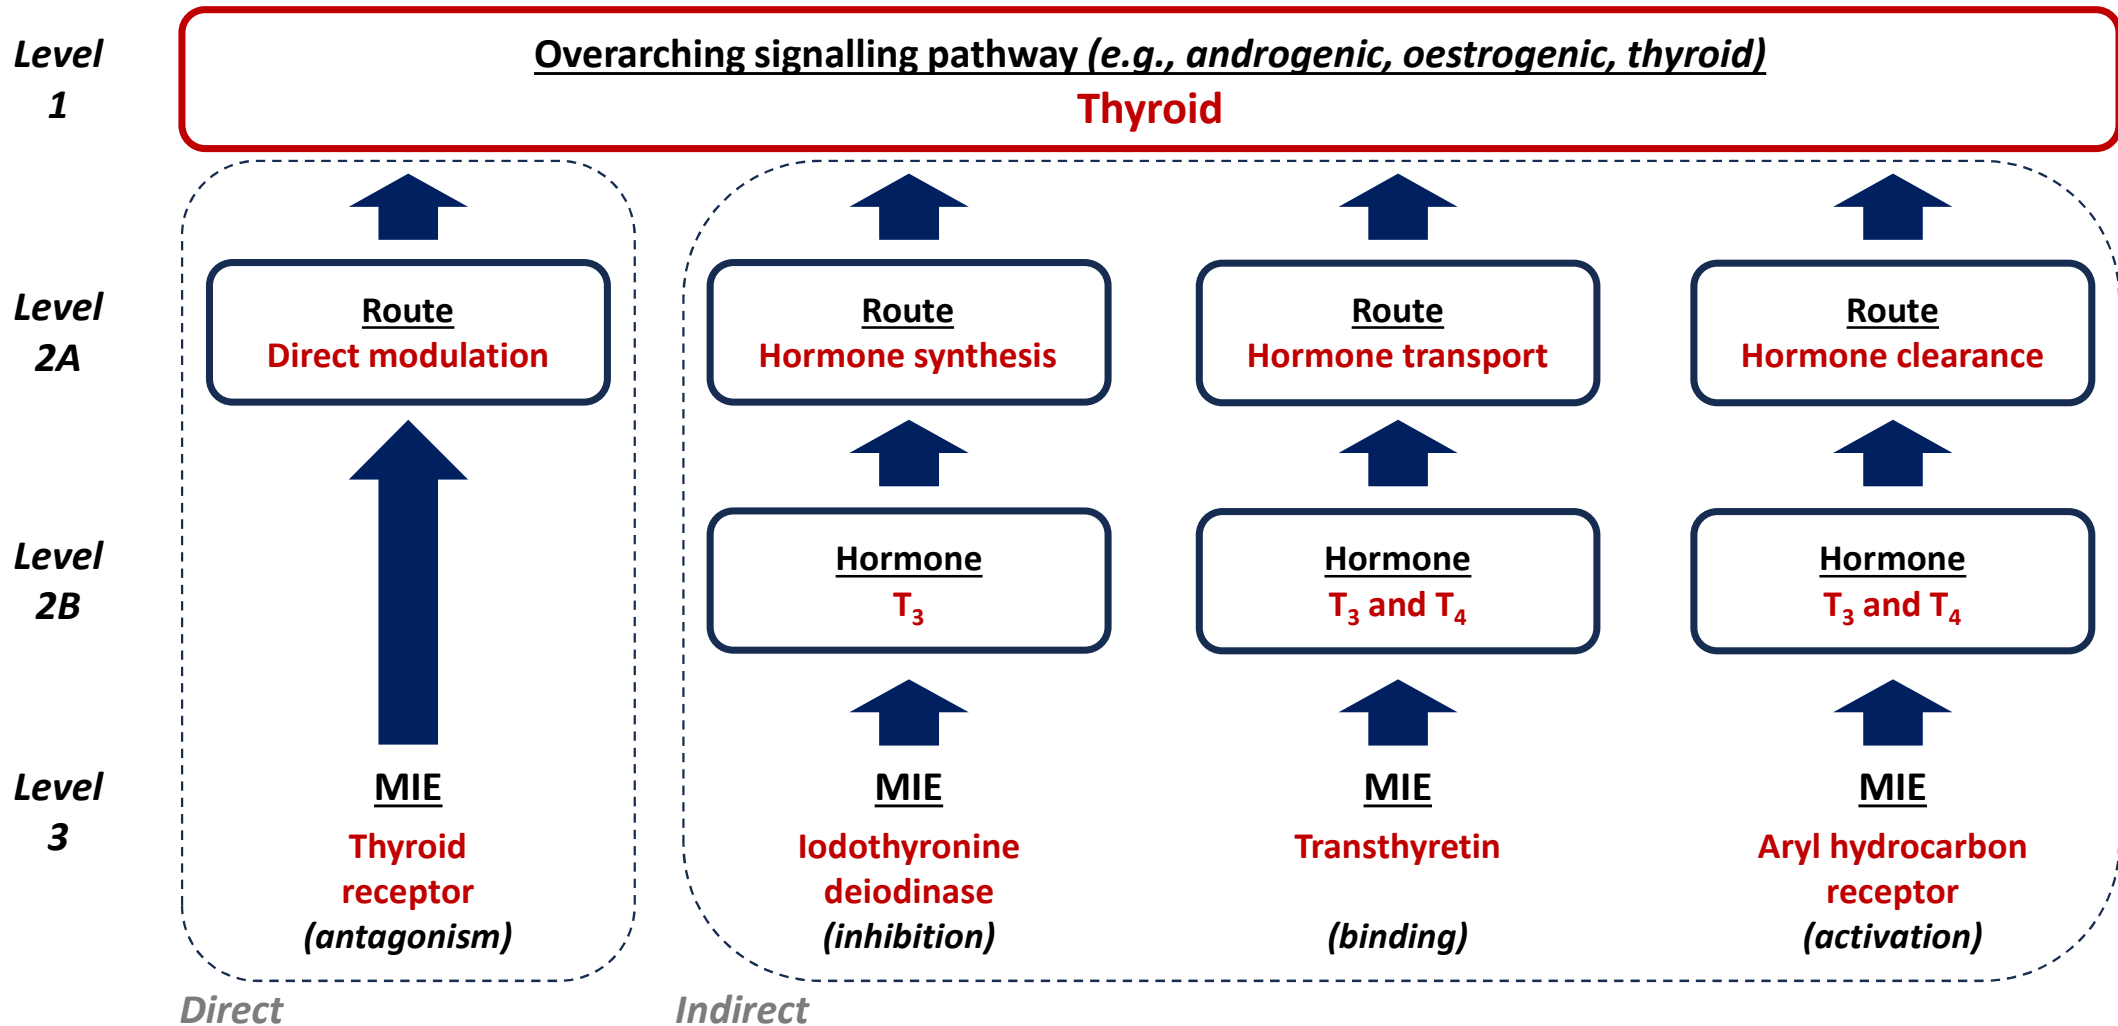 Level
1
Overarching signalling pathway (e.g., androgenic, oestrogenic, thyroid)
Thyroid
Level
2A
Route
Direct modulation
Route
Hormone synthesis
Route
Hormone transport
Route
Hormone clearance
Level
2B
Hormone
T₃
Hormone
T₃ and T₄
Hormone
T₃ and T₄
Level
3
MIE
Thyroid
receptor
(antagonism)
MIE
Iodothyronine
deiodinase
(inhibition)
MIE
Transthyretin
(binding)
MIE
Aryl hydrocarbon
receptor
(activation)
Direct
Indirect